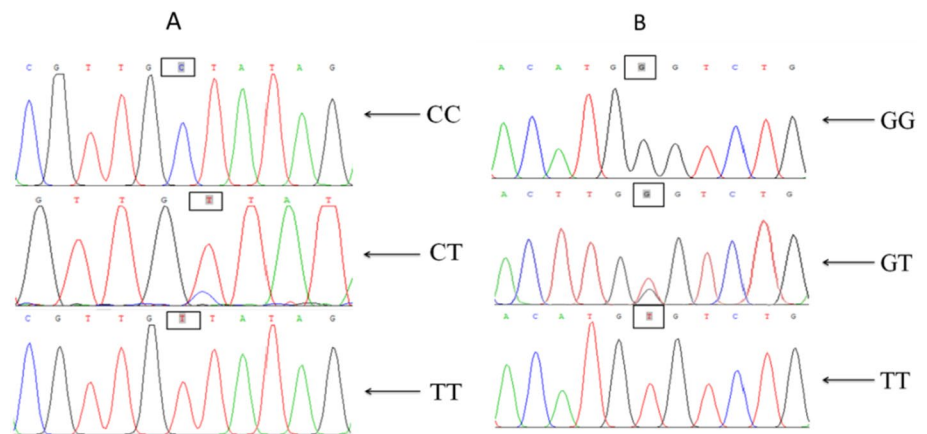 A
C G T T G C T A T A G
CC
G T T G T T A T
CT
C G T T G T T A T A G
TT
B
A C A T G G G T C T G
GG
A C T T G G G T C T G
GT
A C A T G T G T C T G
TT